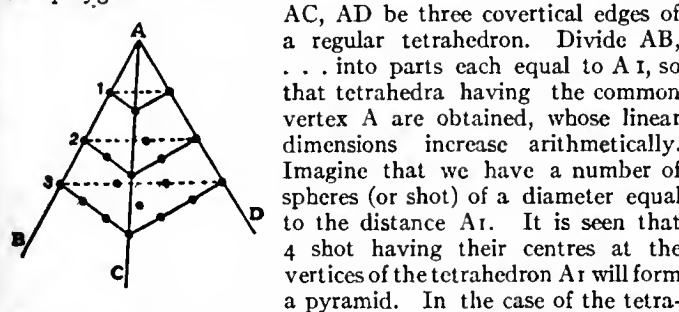 AC, AD be three covertical edges of
a regular tetrahedron. Divide AB,
. . . into parts each equal to A 1, so
that tetrahedra having the common
vertex A are obtained, whose linear
dimensions increase arithmetically.
Imagine that we have a number of
spheres (or shot) of a diameter equal
to the distance A1. It is seen that
4 shot having their centres at the
vertices of the tetrahedron A 1 will form
a pyramid. In the case of the tetra-
A
1
2
3
B
C
D